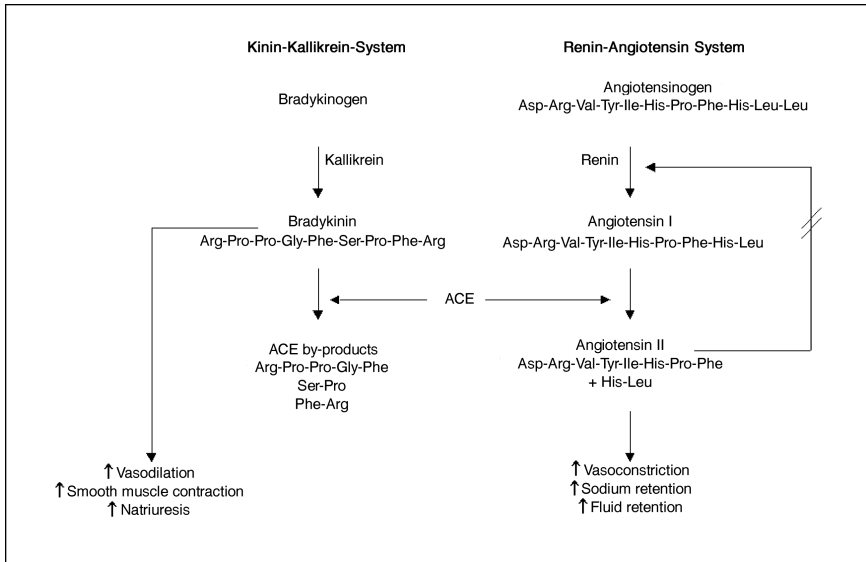 Kinin-Kallikrein-System
Renin-Angiotensin System
Bradykinogen
Angiotensinogen
Asp-Arg-Val-Tyr-Ile-His-Pro-Phe-His-Leu-Leu
Kallikrein
Renin
Bradykinin
Arg-Pro-Pro-Gly-Phe-Ser-Pro-Phe-Arg
Angiotensin I
Asp-Arg-Val-Tyr-Ile-His-Pro-Phe-His-Leu
ACE
ACE by-products
Arg-Pro-Pro-Gly-Phe
Ser-Pro
Phe-Arg
Angiotensin II
Asp-Arg-Val-Tyr-Ile-His-Pro-Phe
+ His-Leu
↑ Vasodilation
↑ Smooth muscle contraction
↑ Natriuresis
↑ Vasoconstriction
↑ Sodium retention
↑ Fluid retention